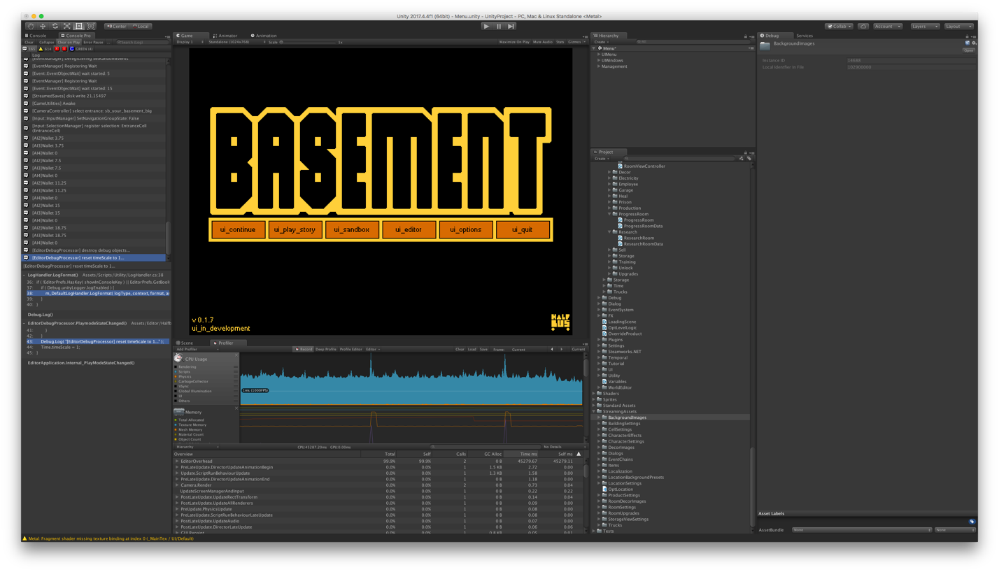 Unity 2017.4.4f1 (64bit) - Menu.unity - UnityProject - PC, Mac & Linux Standalone <Metal>
Center Local
Collab Account Layers Layout
Console Console Pro
Clear Collapse Clear on Play Error Pause
GREEN (4)
Log
[EventManager] Deregistering SetRandomEvents
[EventManager] Registering Wait
[Event::EventObjectWait] wait started: 5
[EventManager] Registering Wait
[Event::EventObjectWait] wait started: 15
[StreamedSaves] disk write 21.15497
[GameUtilities] Awake
[CameraController] select entrance: sb_your_basement_big
[Input::InputManager] SetNavigationGroupState: False
[Input::SelectionManager] register selection: EntranceCell
(EntranceCell)
[AI2]Wallet 3.75
[AI3]Wallet 3.75
[AI4]Wallet 0
[AI2]Wallet 7.5
[AI3]Wallet 7.5
[AI4]Wallet 0
[AI2]Wallet 11.25
[AI3]Wallet 11.25
[AI4]Wallet 0
[AI2]Wallet 15
[AI3]Wallet 15
[AI4]Wallet 0
[AI2]Wallet 18.75
[AI3]Wallet 18.75
[AI4]Wallet 0
[EditorDebugProcessor] destroy debug objects...
[EditorDebugProcessor] reset timeScale to 1...
[EditorDebugProcessor] reset timeScale to 1...
LogHandler.LogFormat() Assets/Scripts/Utility/LogHandler.cs:38
36: if ( !EditorPrefs.HasKey( showInConsoleKey ) || EditorPrefs.GetBooli
37: if ( Debug.unityLogger.logEnabled ) {
38: m_DefaultLogHandler.LogFormat( logType, context, format, ar
39: }
40: }
Debug.Log()
EditorDebugProcessor.PlaymodeStateChanged() Assets/Editor/Halfb
41: }
42: }
43: Debug.Log( "[EditorDebugProcessor] reset timeScale to 1..." );
44: Time.timeScale = 1;
45: }
EditorApplication.Internal_PlayModeStateChanged()
Game Animator Animation
Display 1 Standalone (1024x768) Scale 1x Maximize On Play Mute Audio Stats Gizmos
BASEMENT
ui_continue ui_play_story ui_sandbox ui_editor ui_options ui_quit
v 0.1.7
ui_in_development
HALF
BUS
Scene Profiler
Add Profiler Record Deep Profile Profile Editor Editor Clear Load Save Frame: Current Current
CPU Usage
Rendering
Scripts
Physics
GarbageCollector
VSync
Global Illumination
UI
Others
1ms (1000FPS)
Memory
Total Allocated
Texture Memory
Mesh Memory
Material Count
Object Count
Hierarchy CPU:45287.20ms GPU:0.00ms No Details
Overview Total Self Calls GC Alloc Time ms Self ms
EditorOverhead 99.9% 99.9% 2 0 B 45279.67 45279.11
PreLateUpdate.DirectorUpdateAnimationBegin 0.0% 0.0% 1 1.5 KB 2.72 0.00
Update.ScriptRunBehaviourUpdate 0.0% 0.0% 1 1.3 KB 1.58 0.00
PreLateUpdate.DirectorUpdateAnimationEnd 0.0% 0.0% 1 0 B 1.18 0.00
Camera.Render 0.0% 0.0% 2 0 B 0.73 0.04
UpdateScreenManagerAndInput 0.0% 0.0% 1 0 B 0.22 0.22
PostLateUpdate.UpdateRectTransform 0.0% 0.0% 1 0 B 0.14 0.04
PostLateUpdate.UpdateAllRenderers 0.0% 0.0% 1 0 B 0.09 0.00
PreUpdate.PhysicsUpdate 0.0% 0.0% 1 0 B 0.08 0.00
PreLateUpdate.ScriptRunBehaviourLateUpdate 0.0% 0.0% 1 0 B 0.08 0.00
PostLateUpdate.UpdateAudio 0.0% 0.0% 1 0 B 0.07 0.06
PostLateUpdate.DirectorLateUpdate 0.0% 0.0% 1 0 B 0.06 0.06
GUI.Repaint 0.0% 0.0% 1 0.8 KB 0.05 0.01
Hierarchy
Create
Menu*
UIMenu
UIWindows
Management
Project
Create
RoomViewController
Decor
Electricity
Employee
Garage
Heal
Prison
Production
ProgressRoom
ProgressRoom
ProgressRoomData
Research
ResearchRoom
ResearchRoomData
Sell
Storage
Training
Unlock
Upgrades
Storage
Time
Trucks
Debug
Dialog
EventSystem
FX
LoadingScene
OptLevelLogic
OverrideProduct
Plugins
Settings
Steamworks.NET
Temporal
Tutorial
UI
Utility
Variables
WorldEditor
Shaders
Sprites
Standard Assets
StreamingAssets
BackgroundImages
BuildingSettings
CellSettings
CharacterEffects
CharacterSettings
DecorImages
Dialogs
EventChains
Items
Localization
LocationBackgroundPresets
LocationSettings
OptLocation
ProductSettings
RoomDecorImages
RoomSettings
RoomUpgrades
StorageViewSettings
Trucks
Tests
Debug Services
BackgroundImages
Open
Instance ID 14688
Local Identifier In File 102900000
Asset Labels
AssetBundle None None
Metal: Fragment shader missing texture binding at index 0 (_MainTex / UI/Default)